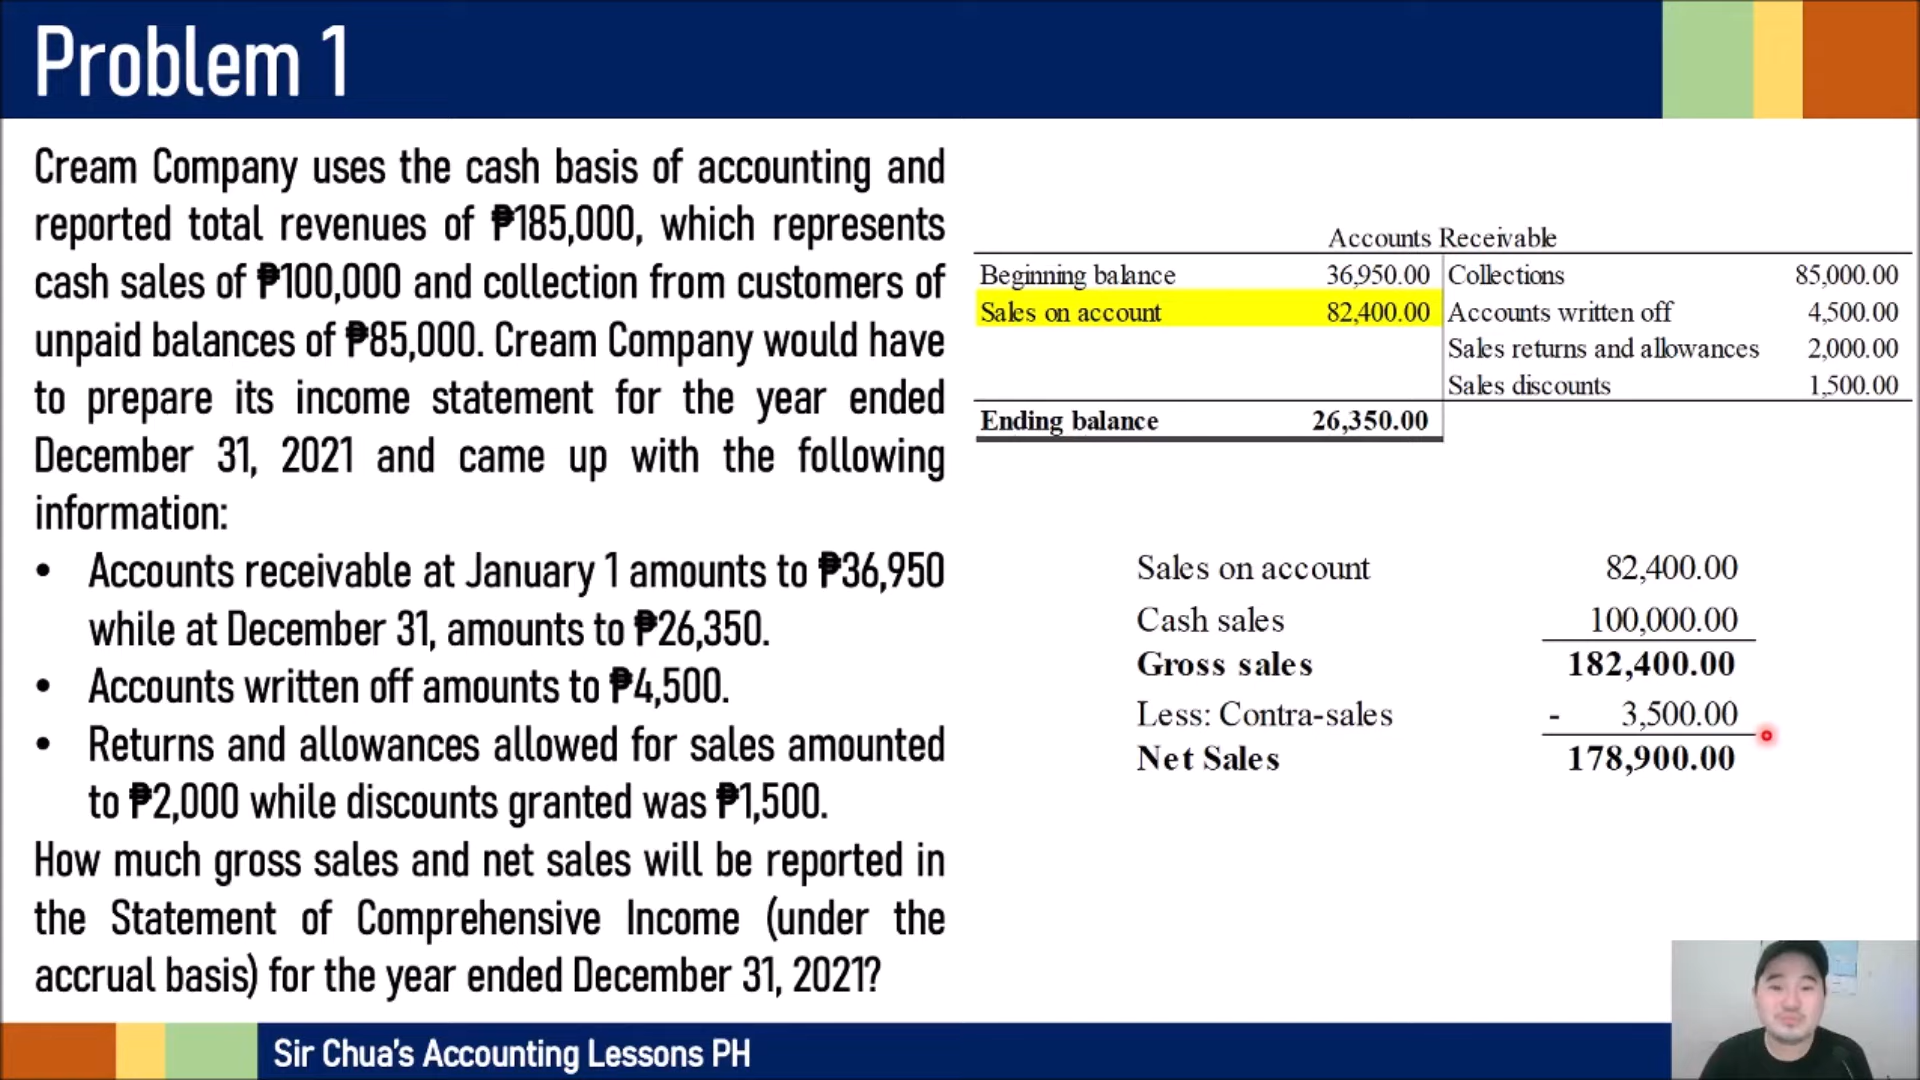 Problem 1
Cream Company uses the cash basis of accounting and
reported total revenues of ₱185,000, which represents
cash sales of ₱100,000 and collection from customers of
unpaid balances of ₱85,000. Cream Company would have
to prepare its income statement for the year ended
December 31, 2021 and came up with the following
information:
• Accounts receivable at January 1 amounts to ₱36,950
while at December 31, amounts to ₱26,350.
• Accounts written off amounts to ₱4,500.
• Returns and allowances allowed for sales amounted
to ₱2,000 while discounts granted was ₱1,500.
How much gross sales and net sales will be reported in
the Statement of Comprehensive Income (under the
accrual basis) for the year ended December 31, 2021?
Accounts Receivable
Beginning balance 36,950.00 Collections 85,000.00
Sales on account 82,400.00 Accounts written off 4,500.00
Sales returns and allowances 2,000.00
Sales discounts 1,500.00
Ending balance 26,350.00
Sales on account 82,400.00
Cash sales 100,000.00
Gross sales 182,400.00
Less: Contra-sales - 3,500.00
Net Sales 178,900.00
Sir Chua's Accounting Lessons PH